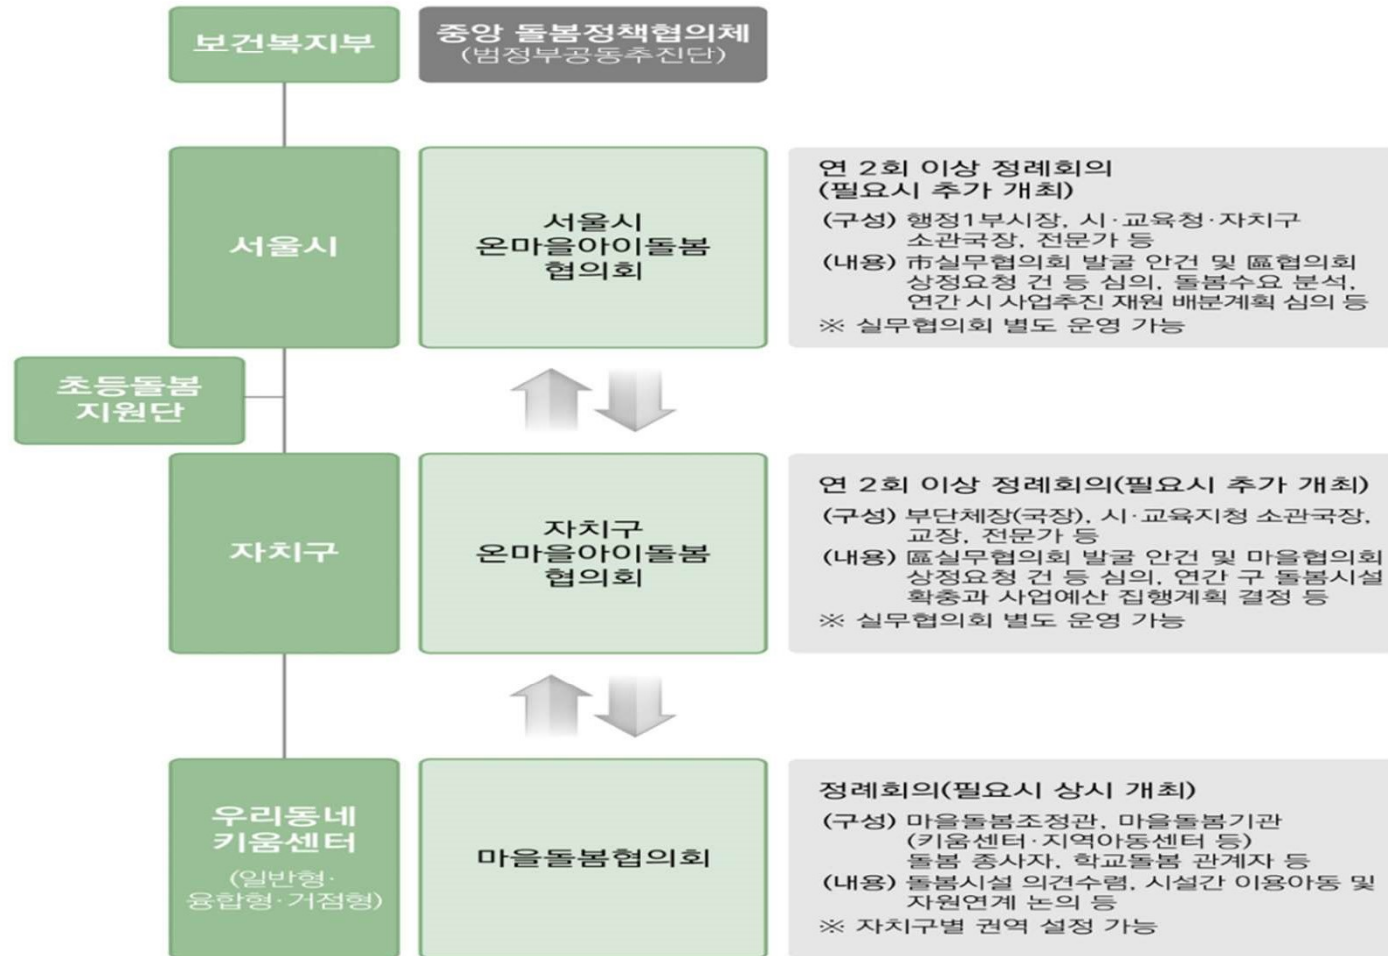 보건복지부
중앙 돌봄정책협의체
(범정부공동추진단)
서울시
서울시
온마을아이돌봄
협의회
연 2회 이상 정례회의
(필요시 추가 개최)
(구성) 행정1부시장, 시·교육청·자치구
소관국장, 전문가 등
(내용) 市실무협의회 발굴 안건 및 區협의회
상정요청 건 등 심의, 돌봄수요 분석,
연간 시 사업추진 재원 배분계획 심의 등
※ 실무협의회 별도 운영 가능
초등돌봄
지원단
자치구
자치구
온마을아이돌봄
협의회
연 2회 이상 정례회의(필요시 추가 개최)
(구성) 부단체장(국장), 시·교육지청 소관국장,
교장, 전문가 등
(내용) 區실무협의회 발굴 안건 및 마을협의회
상정요청 건 등 심의, 연간 구 돌봄시설
확충과 사업예산 집행계획 결정 등
※ 실무협의회 별도 운영 가능
우리동네
키움센터
(일반형·
융합형·거점형)
마을돌봄협의회
정례회의(필요시 상시 개최)
(구성) 마을돌봄조정관, 마을돌봄기관
(키움센터·지역아동센터 등)
돌봄 종사자, 학교돌봄 관계자 등
(내용) 돌봄시설 의견수렴, 시설간 이용아동 및
자원연계 논의 등
※ 자치구별 권역 설정 가능